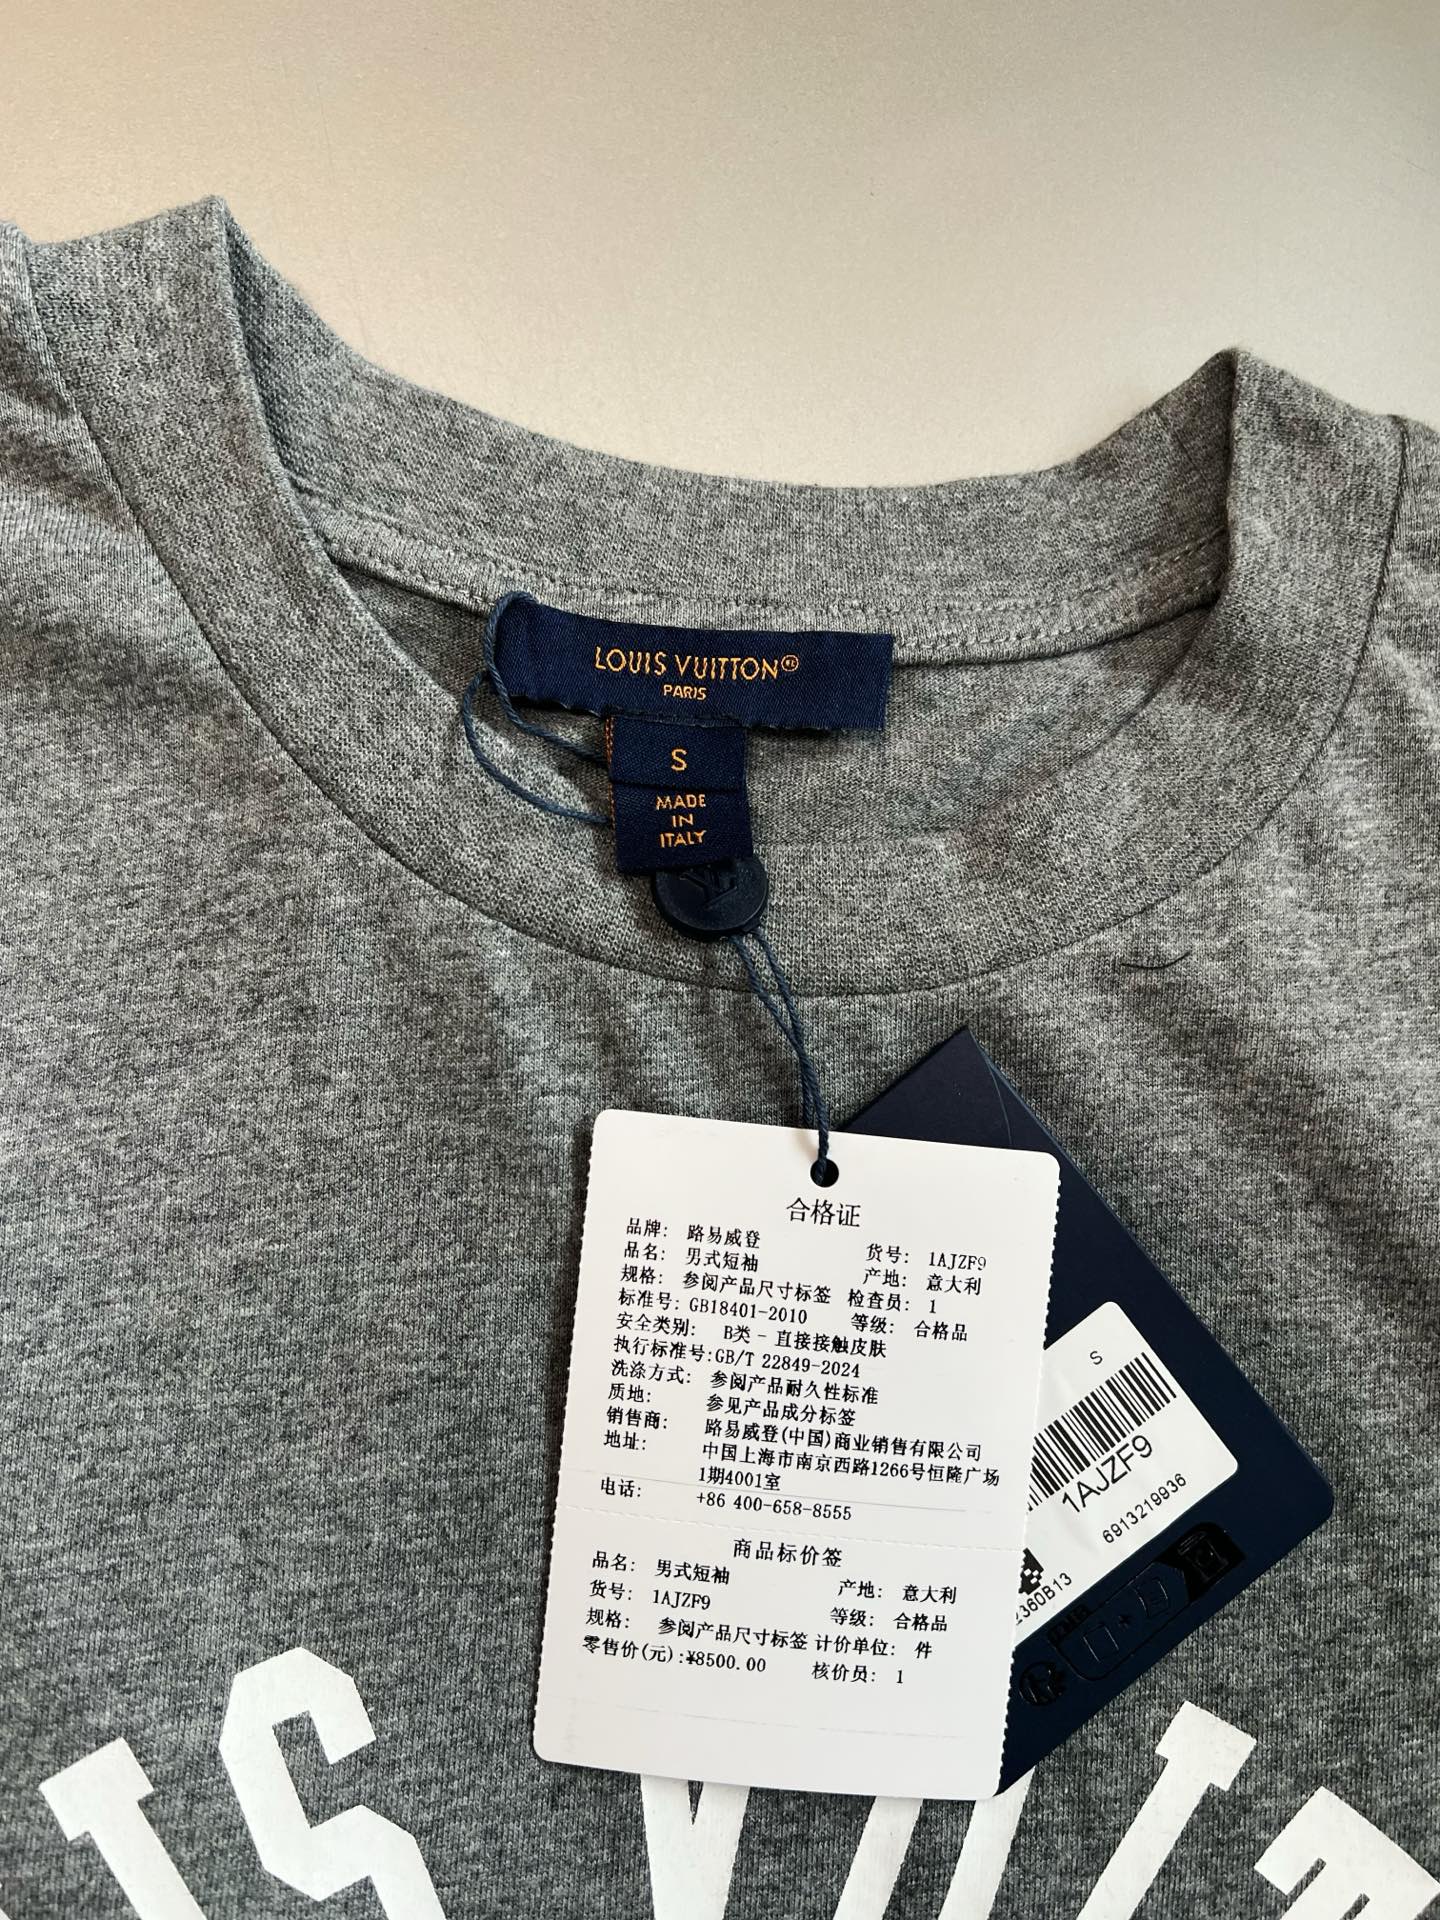 LOUIS VUITTON®
PARIS
S
MADE
IN
ITALY
合格证
品牌: 路易威登
货号: 1AJZF9
品名: 男式短袖
产地: 意大利
规格: 参阅产品尺寸标签 检查员: 1
标准号: GB18401-2010 等级: 合格品
安全类别: B类 - 直接接触皮肤
执行标准号:GB/T 22849-2024
洗涤方式: 参阅产品耐久性标准
质地: 参见产品成分标签
销售商: 路易威登(中国)商业销售有限公司
地址: 中国上海市南京西路1266号恒隆广场
1期4001室
电话: +86 400-658-8555
商品标价签
品名: 男式短袖 产地: 意大利
货号: 1AJZF9 等级: 合格品
规格: 参阅产品尺寸标签 计价单位: 件
零售价(元):¥8500.00 核价员: 1
S
1AJZF9
6913219936
2360B13
IS VUIT